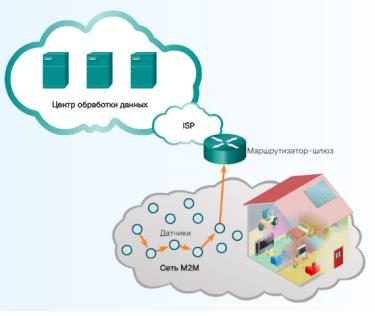 Центр обработки данных
ISP
Маршрутизатор-шлюз
Датчики
Сеть M2M